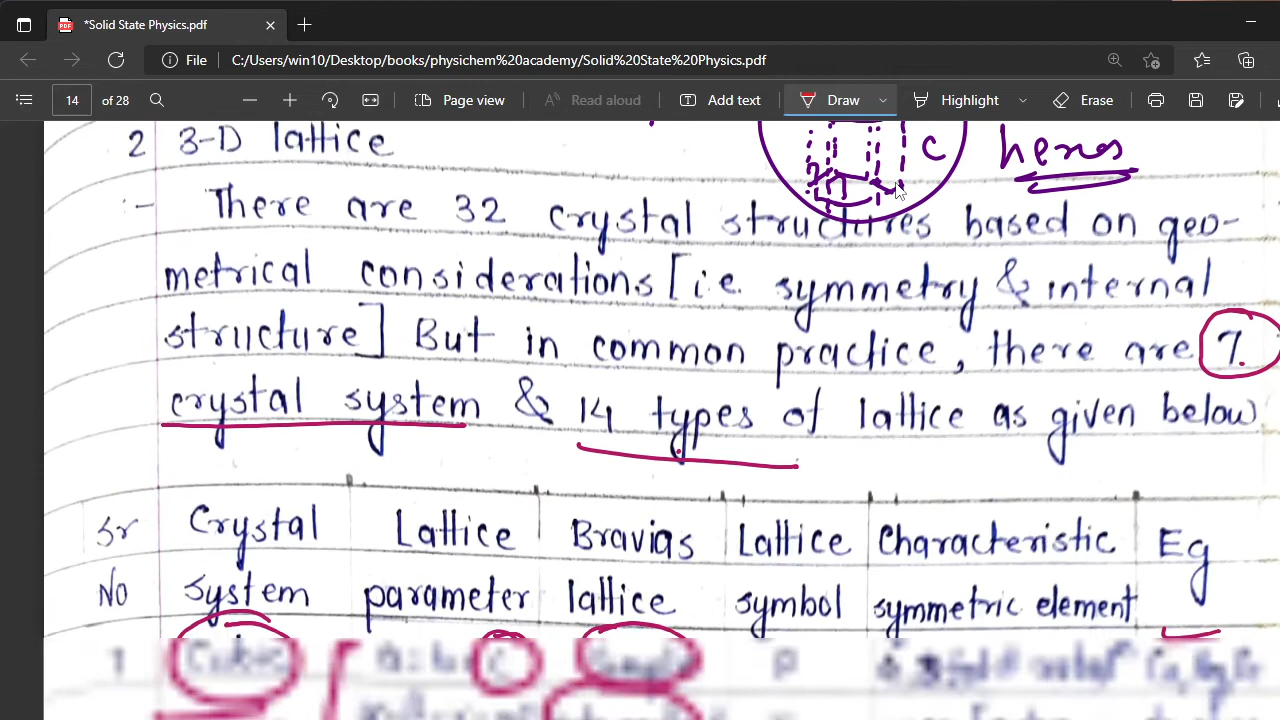 *Solid State Physics.pdf
File C:/Users/win10/Desktop/books/physichem%20academy/Solid%20State%20Physics.pdf
14 of 28 Page view Read aloud Add text Draw Highlight Erase
2 3-D lattice
C
:- There are 32 crystal structures based on geo-
metrical considerations [i.e. symmetry & internal
structure] But in common practice, there are 7
crystal system & 14 types of lattice as given below
Sr Crystal Lattice Bravias Lattice Characteristic Eg
No system parameter lattice symbol symmetric element
1 Cubic P